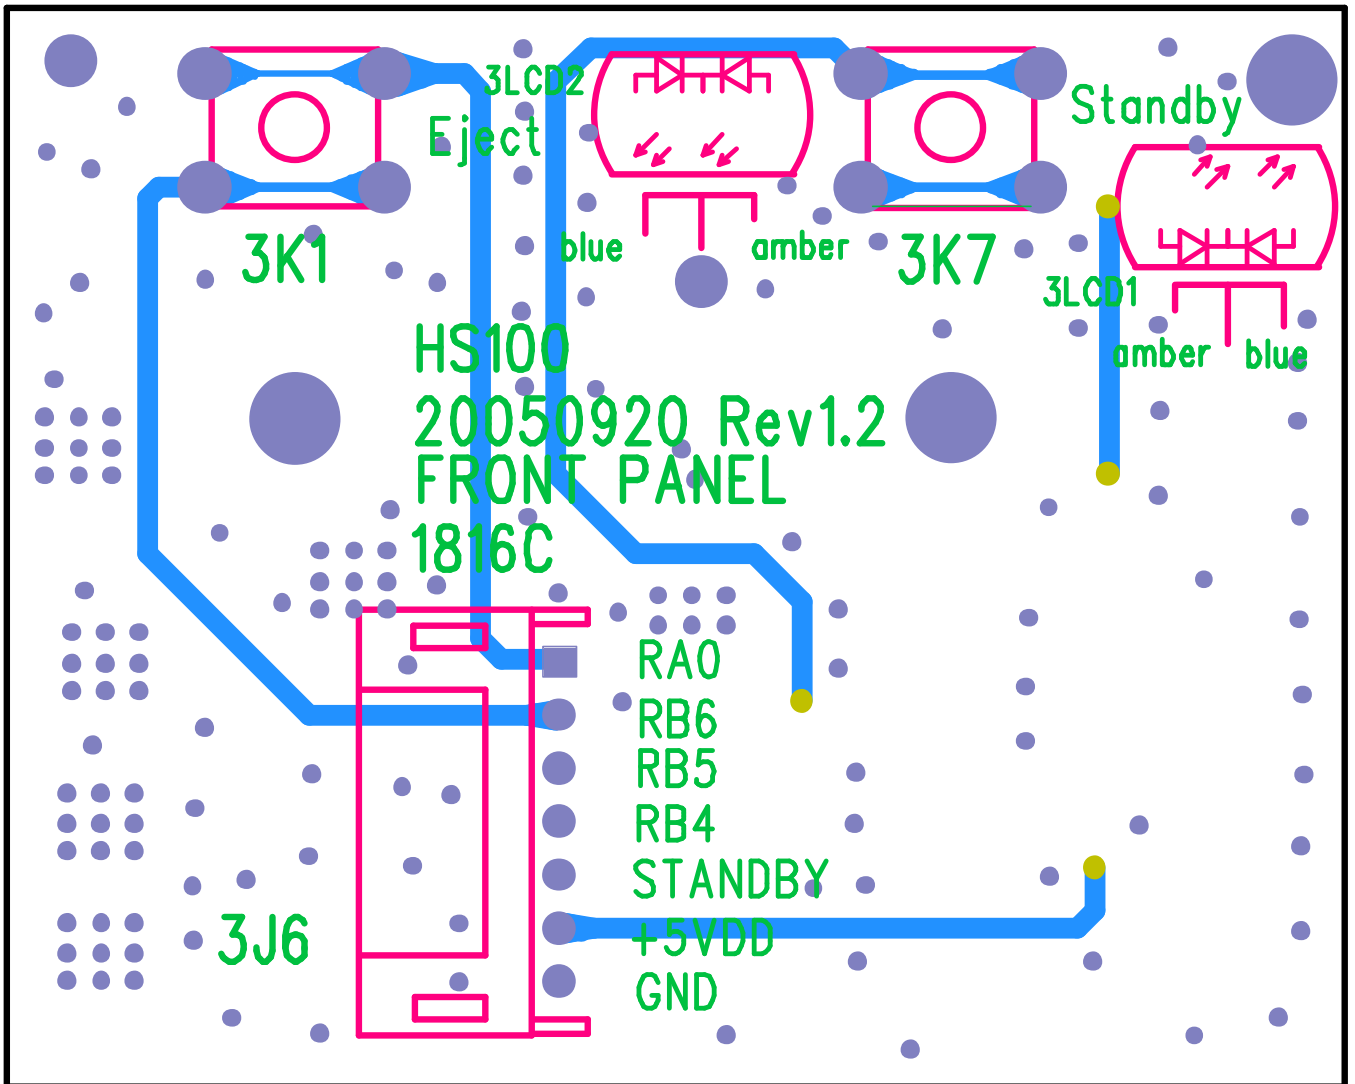 3LCD2
Eject
Standby
3K1
blue
amber
3K7
3LCD1
amber
blue
HS100
20050920 Rev1.2
FRONT PANEL
1816C
RA0
RB6
RB5
RB4
STANDBY
+5VDD
GND
3J6